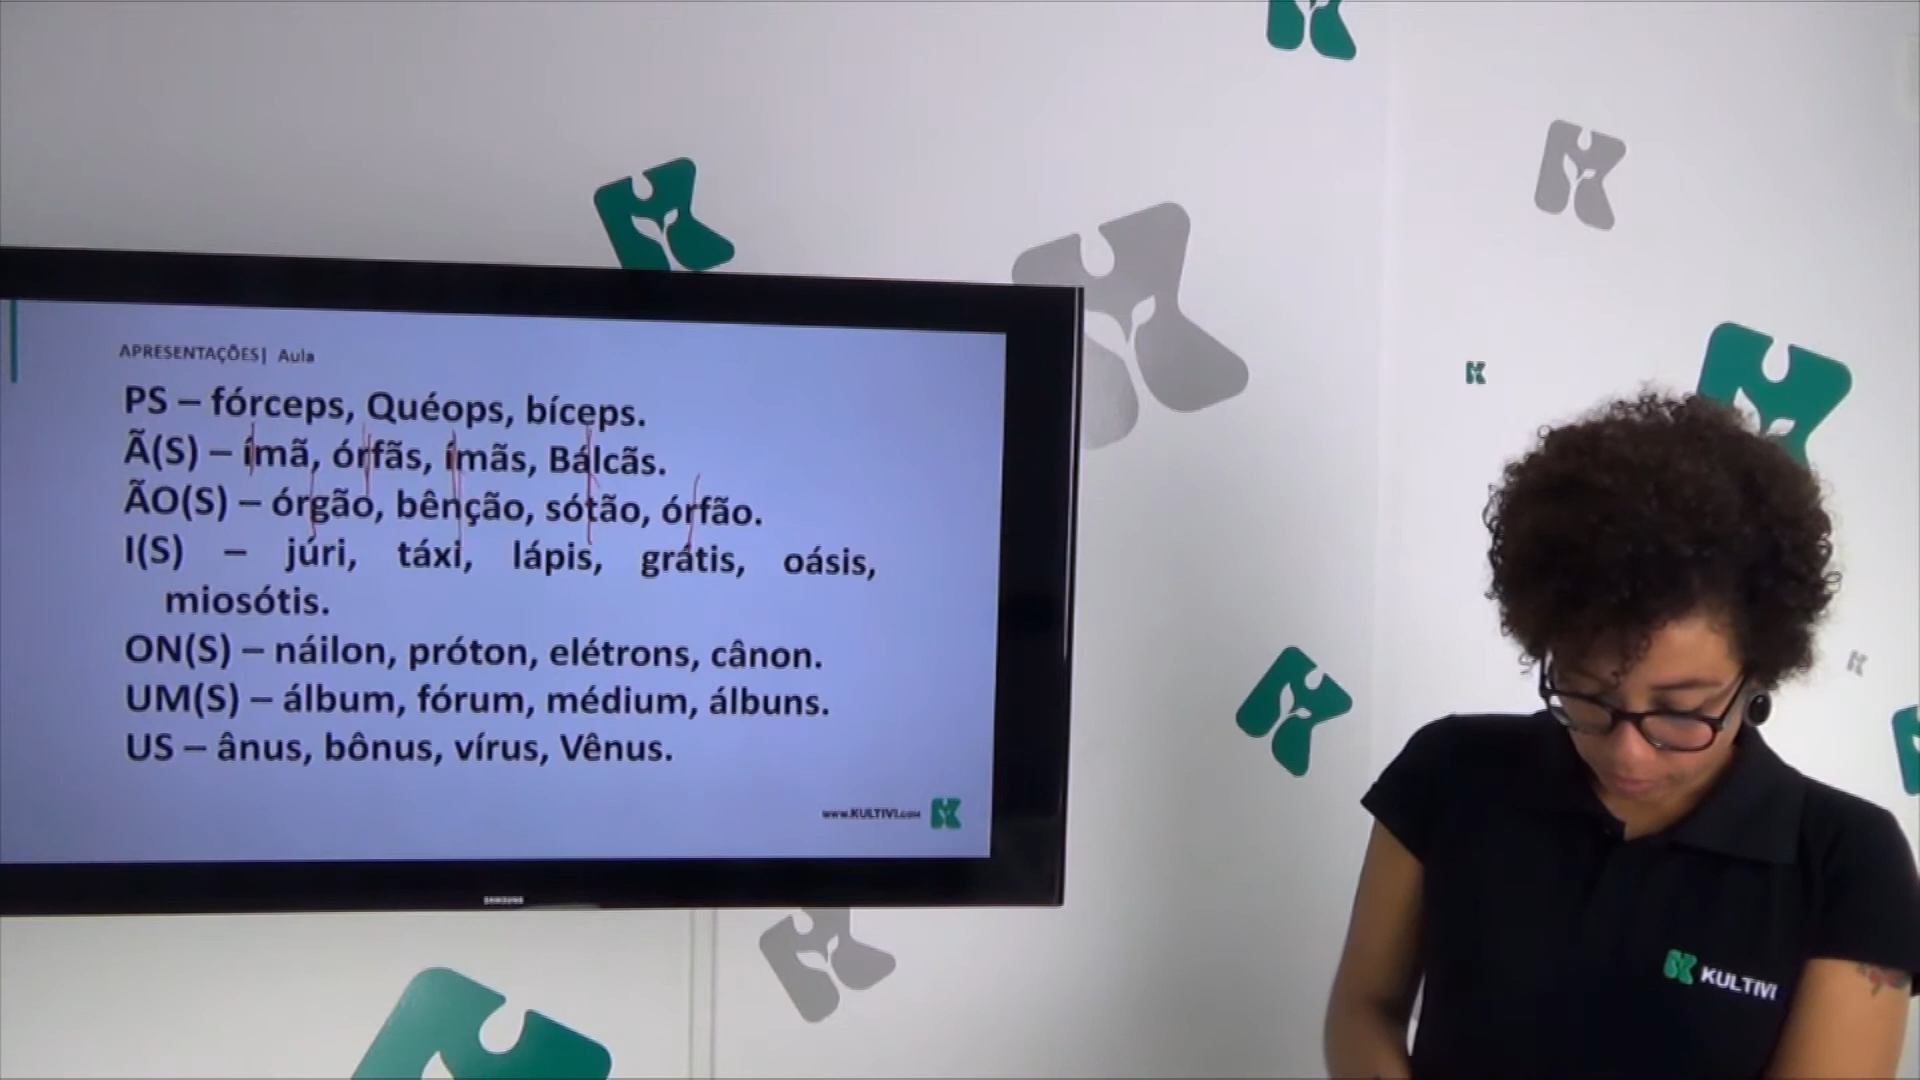 APRESENTAÇÕES| Aula
PS – fórceps, Quéops, bíceps.
Ã(S) – ímã, órfãs, ímãs, Bálcãs.
ÃO(S) – órgão, bênção, sótão, órfão.
I(S) – júri, táxi, lápis, grátis, oásis,
miosótis.
ON(S) – náilon, próton, elétrons, cânon.
UM(S) – álbum, fórum, médium, álbuns.
US – ânus, bônus, vírus, Vênus.
www.KULTIVI.com
SAMSUNG
KULTIVI